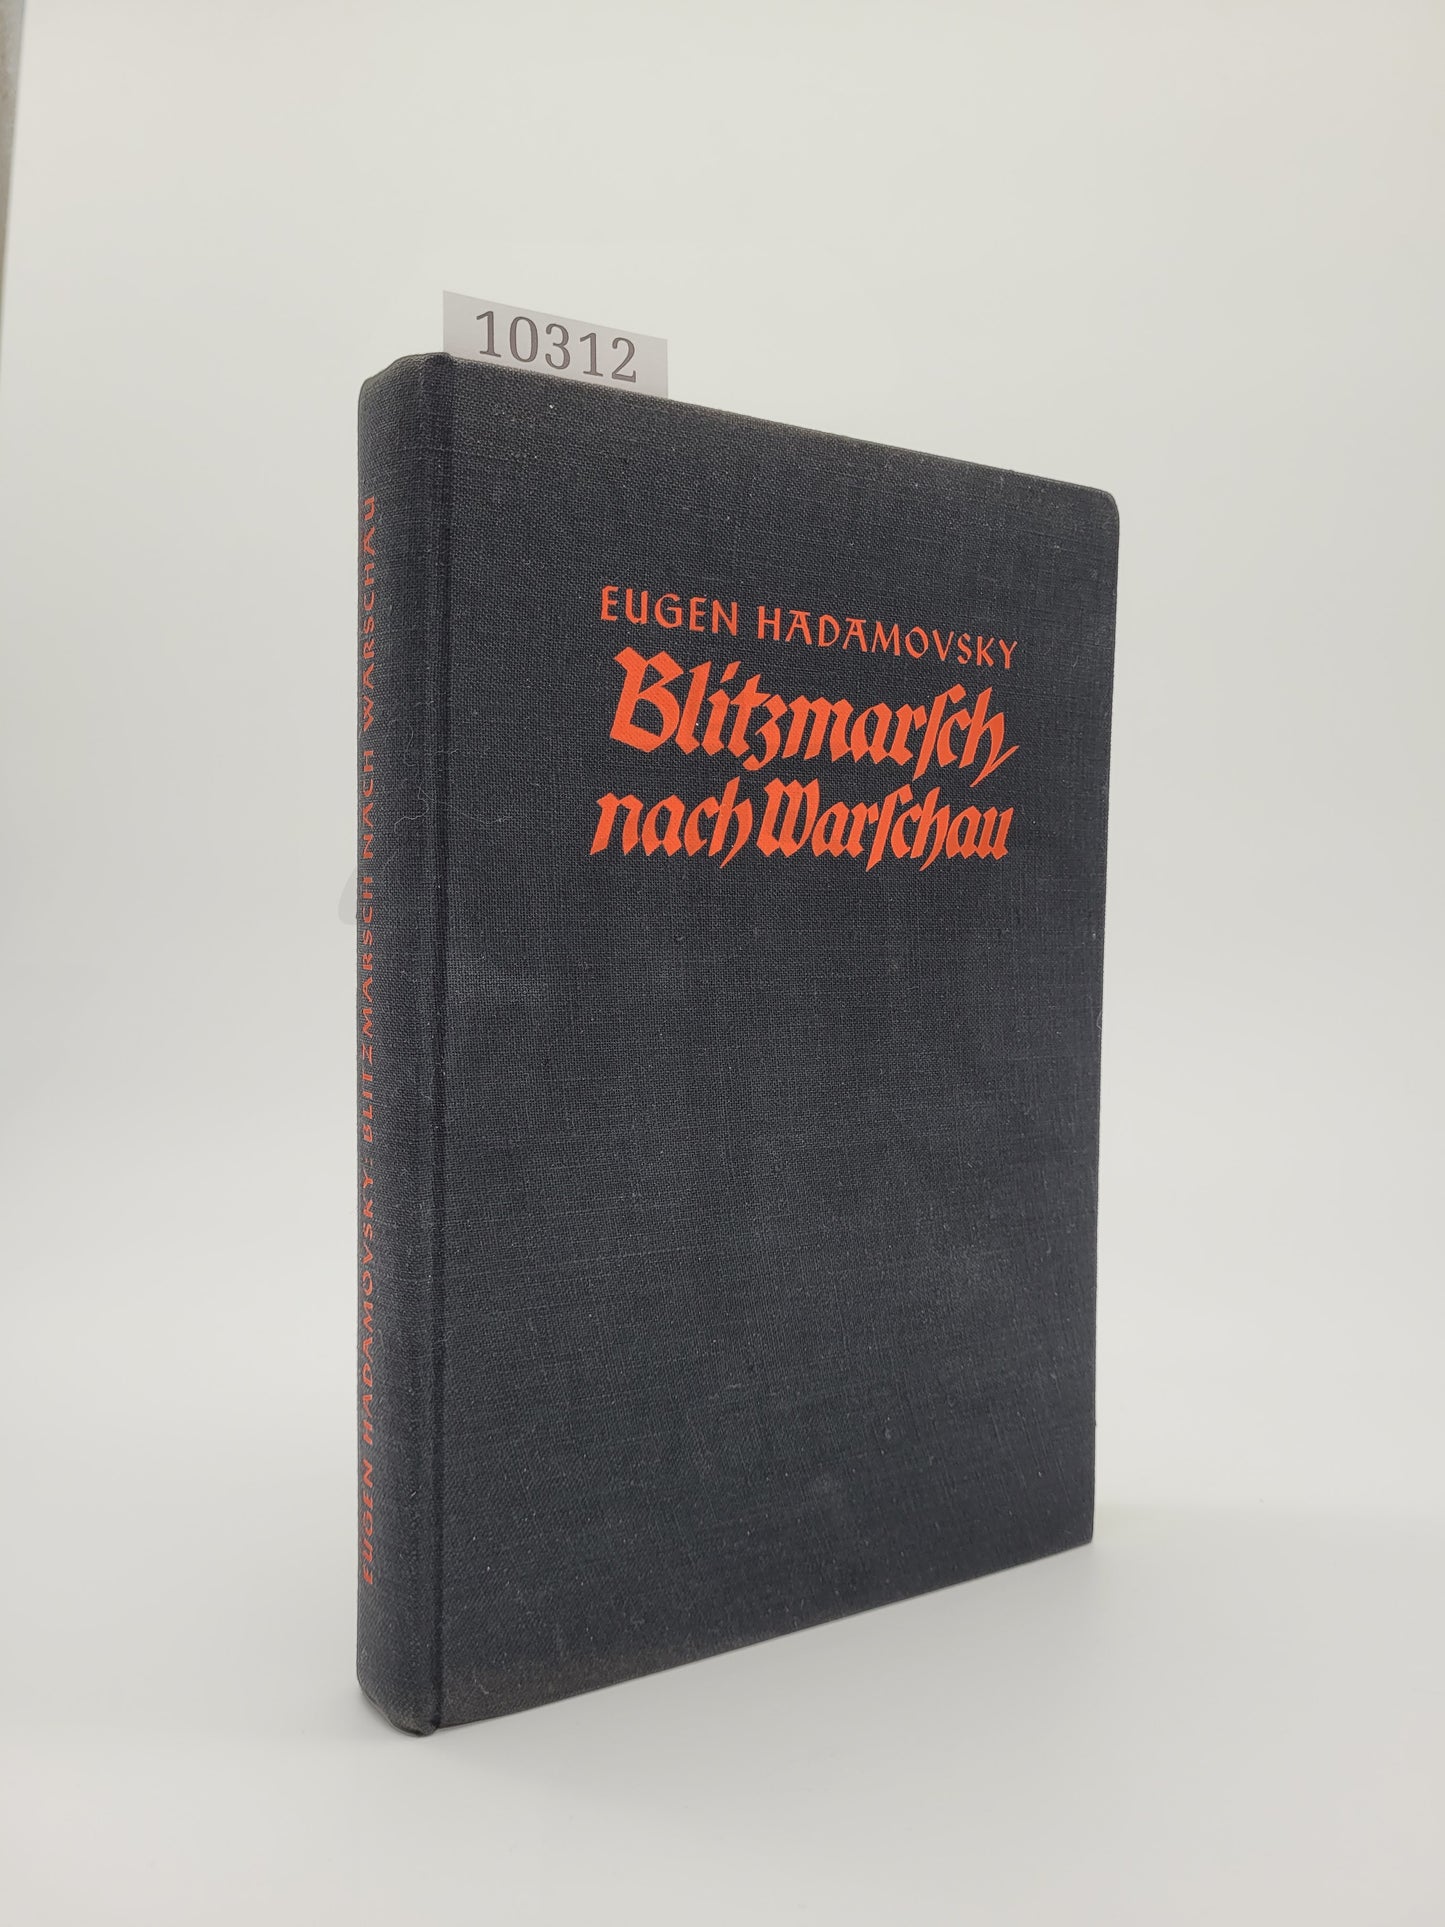 10312
EUGEN HADAMOVSKY
Blitzmarſch
nach Warſchau
EUGEN HADAMOVSKY: BLITZMARSCH NACH WARSCHAU